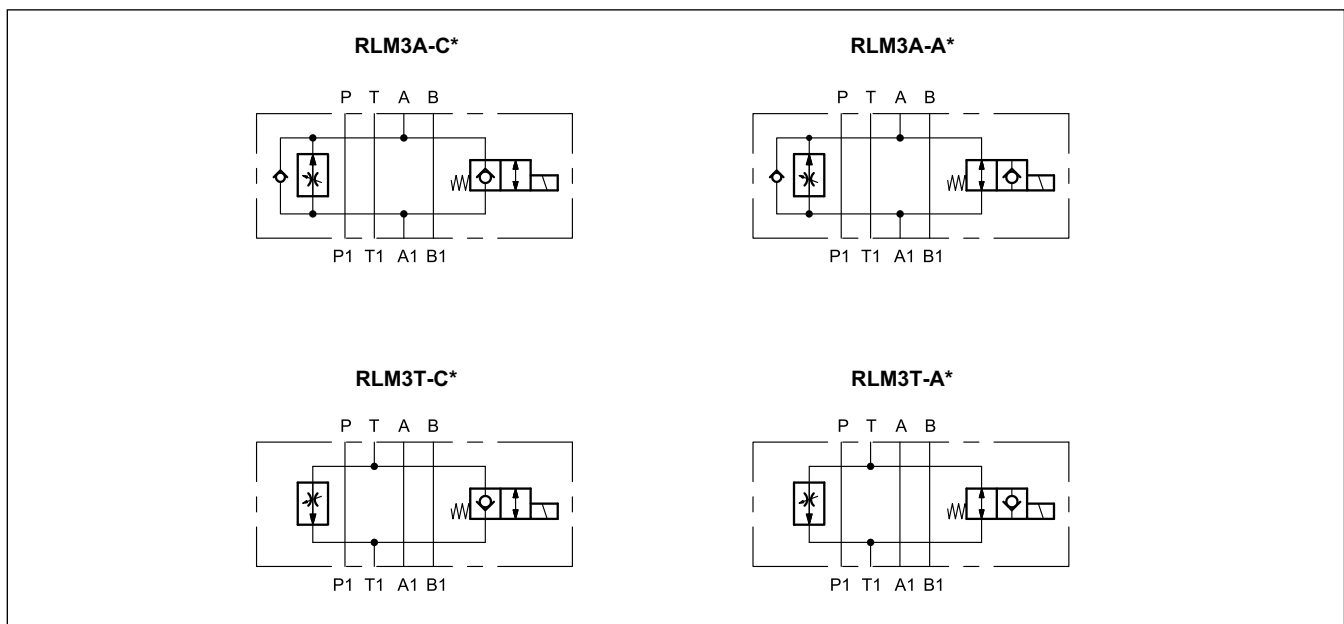 RLM3A-C*
RLM3A-A*
P T A B
P T A B
P1 T1 A1 B1
P1 T1 A1 B1
RLM3T-C*
RLM3T-A*
P T A B
P T A B
P1 T1 A1 B1
P1 T1 A1 B1